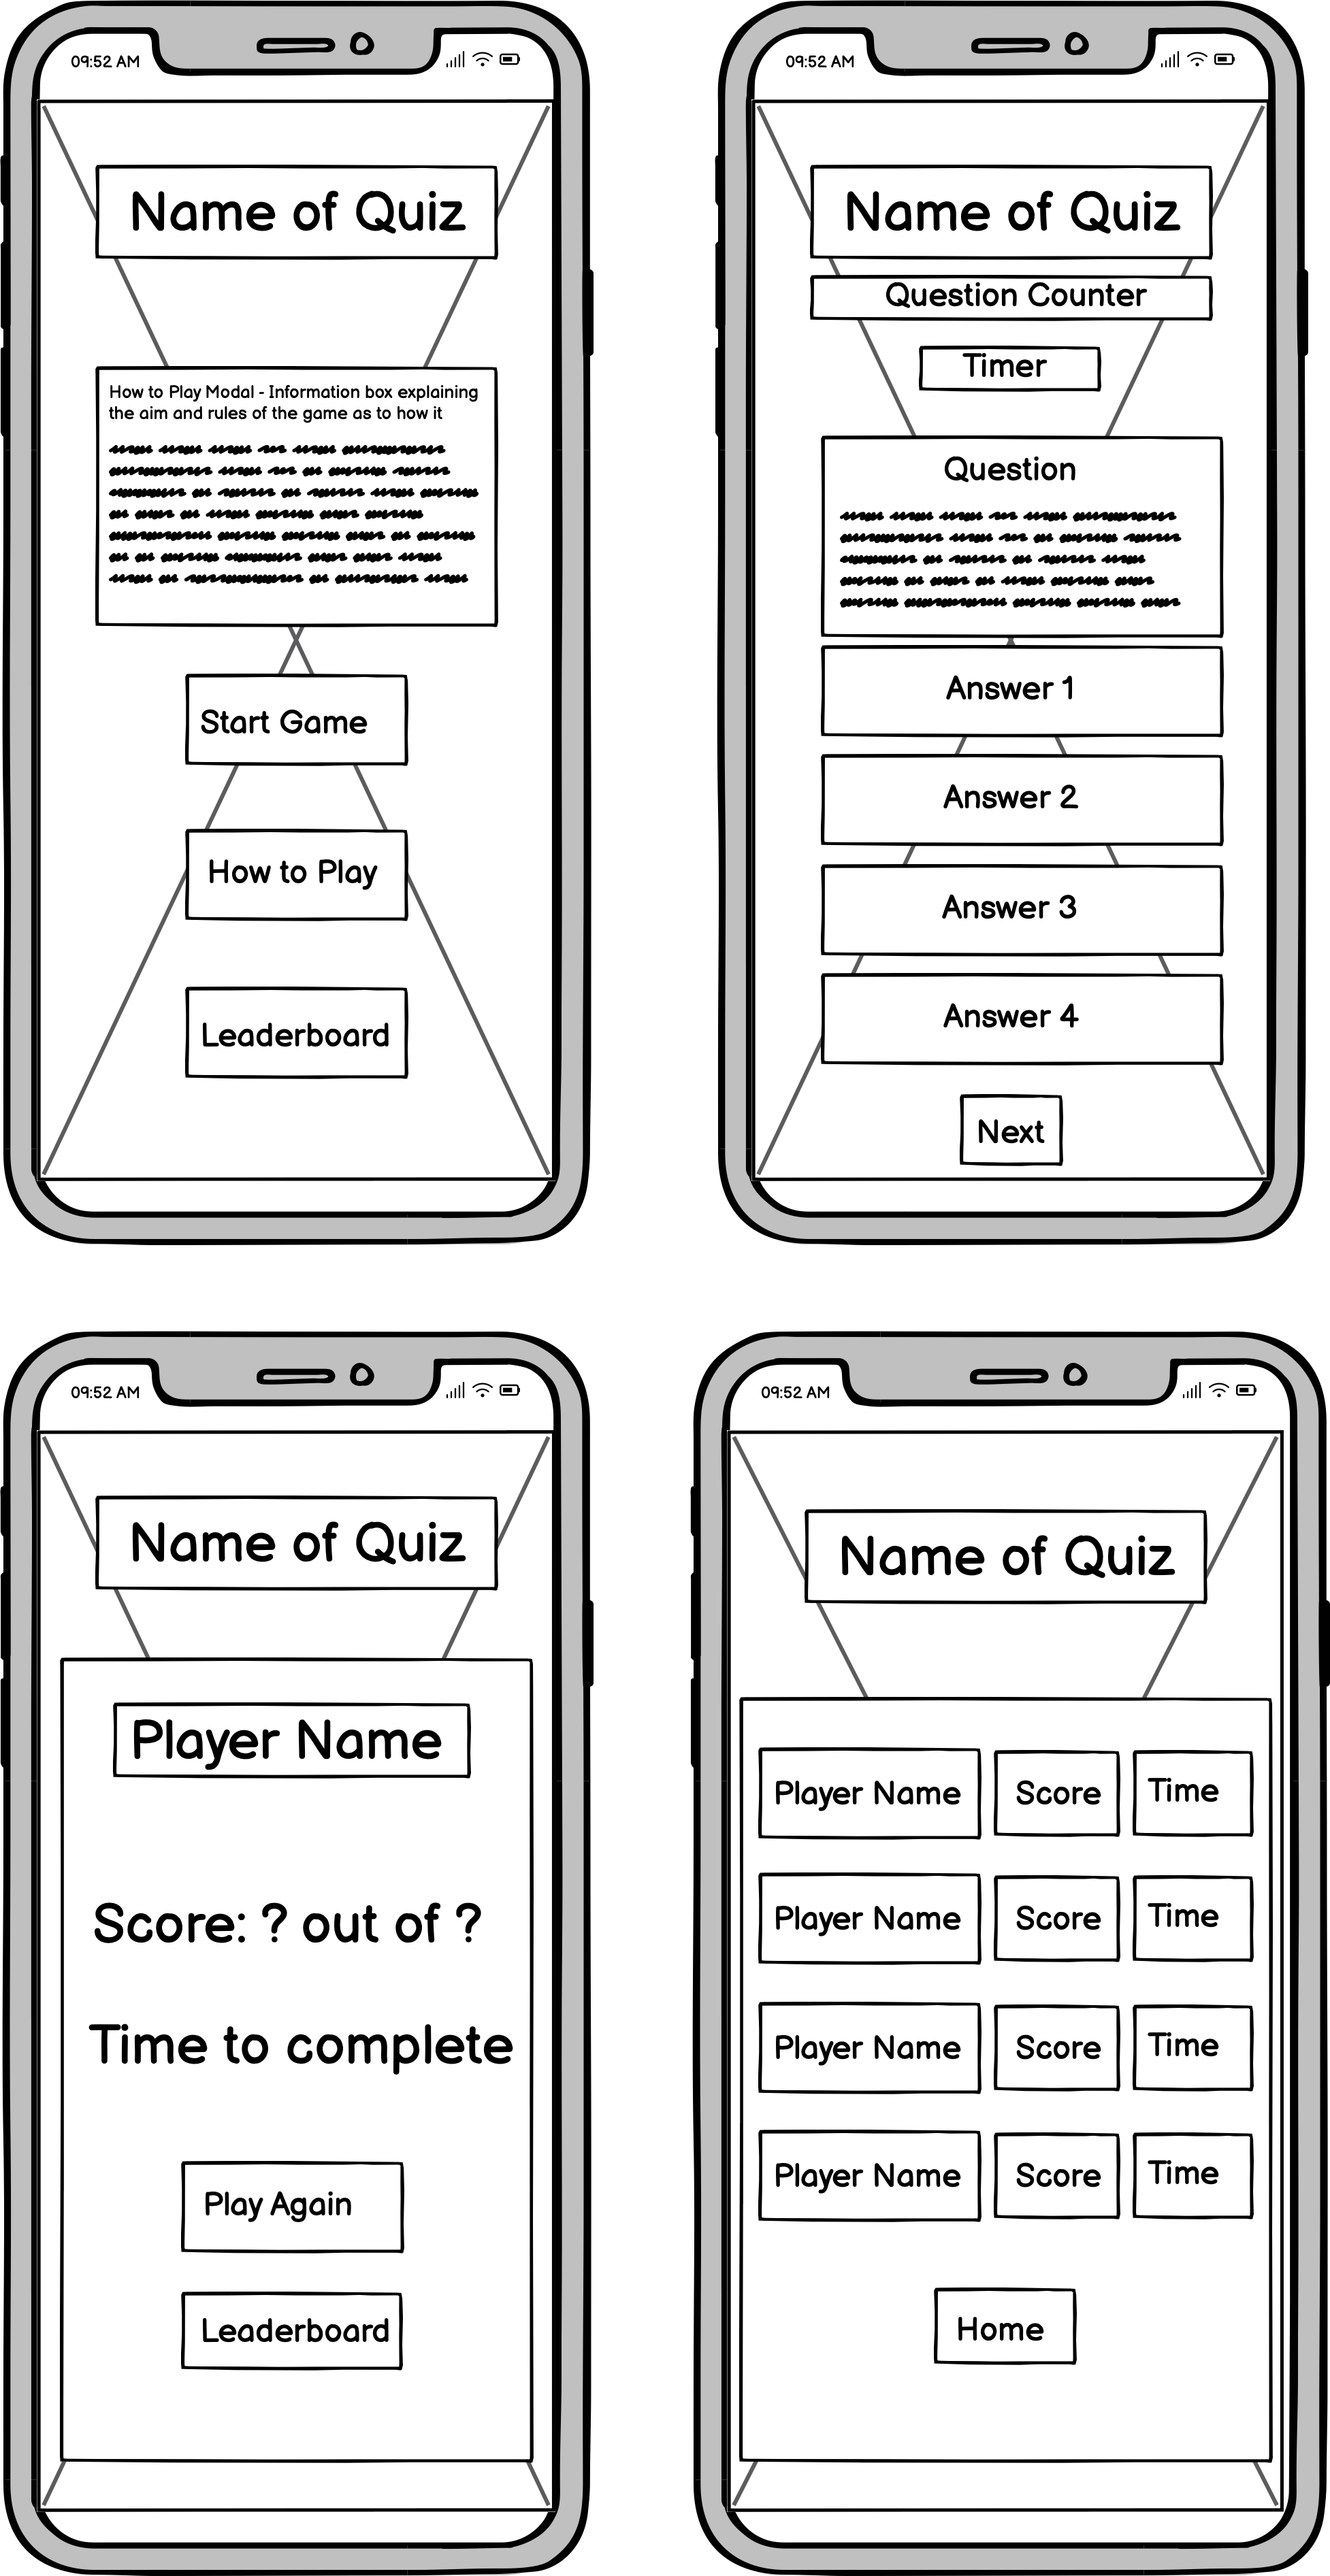 09:52 AM
Name of Quiz
How to Play Modal - Information box explaining
the aim and rules of the game as to how it
Start Game
How to Play
Leaderboard
09:52 AM
Name of Quiz
Question Counter
Timer
Question
Answer 1
Answer 2
Answer 3
Answer 4
Next
09:52 AM
Name of Quiz
Player Name
Score: ? out of ?
Time to complete
Play Again
Leaderboard
09:52 AM
Name of Quiz
Player Name Score Time
Player Name Score Time
Player Name Score Time
Player Name Score Time
Home